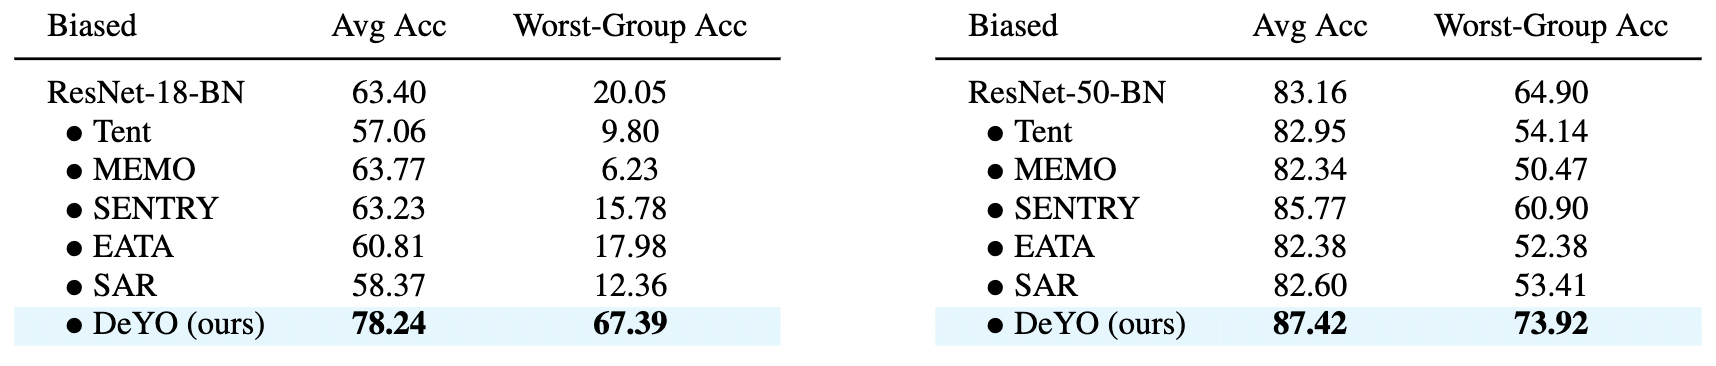 Biased Avg Acc Worst-Group Acc
ResNet-18-BN 63.40 20.05
● Tent 57.06 9.80
● MEMO 63.77 6.23
● SENTRY 63.23 15.78
● EATA 60.81 17.98
● SAR 58.37 12.36
● DeYO (ours) 78.24 67.39
Biased Avg Acc Worst-Group Acc
ResNet-50-BN 83.16 64.90
● Tent 82.95 54.14
● MEMO 82.34 50.47
● SENTRY 85.77 60.90
● EATA 82.38 52.38
● SAR 82.60 53.41
● DeYO (ours) 87.42 73.92